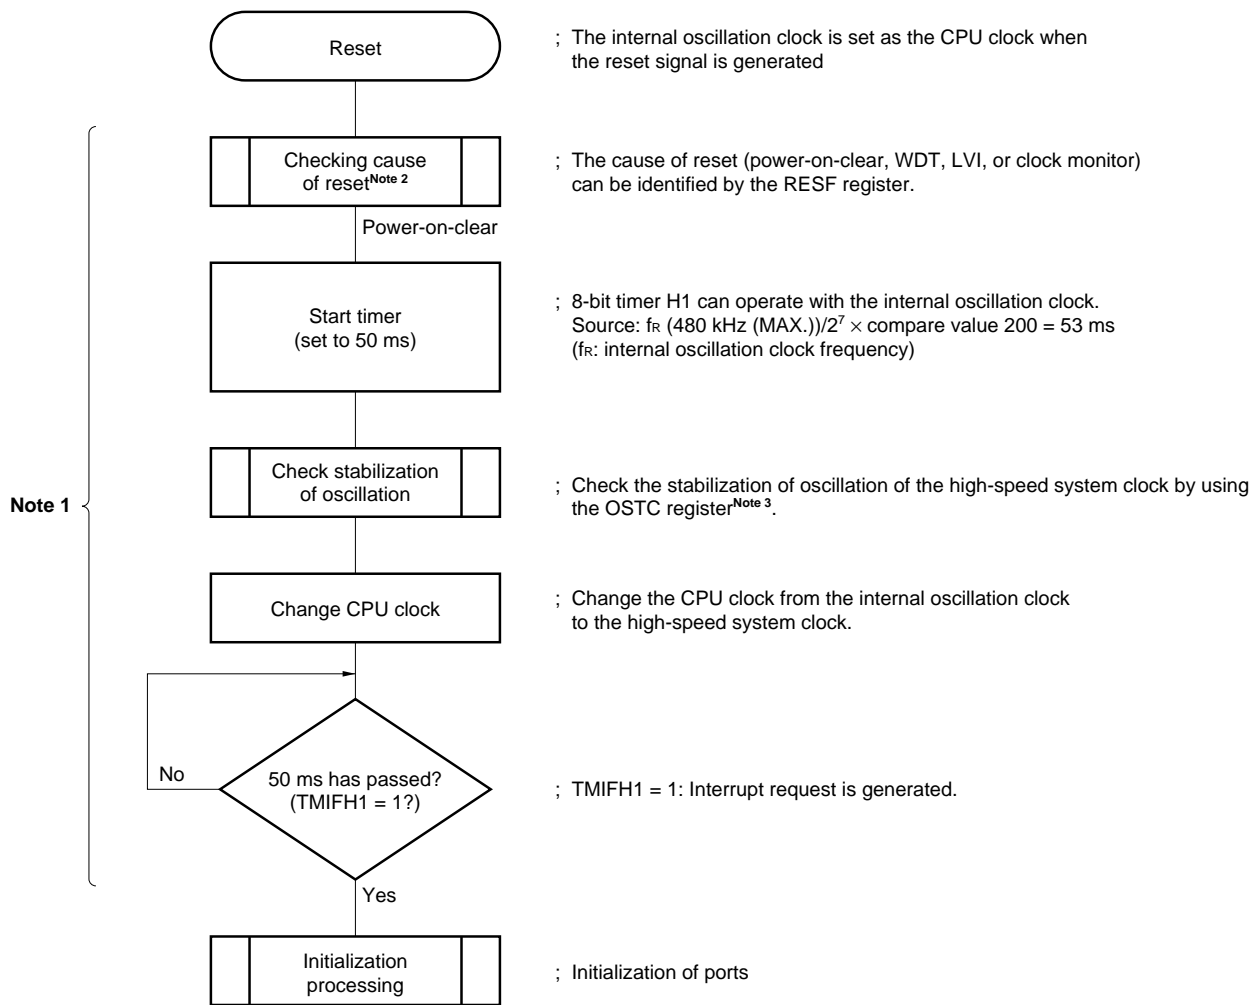 Reset
; The internal oscillation clock is set as the CPU clock when
the reset signal is generated
Checking cause
of resetNote 2
; The cause of reset (power-on-clear, WDT, LVI, or clock monitor)
can be identified by the RESF register.
Power-on-clear
Start timer
(set to 50 ms)
; 8-bit timer H1 can operate with the internal oscillation clock.
Source: fR (480 kHz (MAX.))/2⁷ × compare value 200 = 53 ms
(fR: internal oscillation clock frequency)
Note 1
Check stabilization
of oscillation
; Check the stabilization of oscillation of the high-speed system clock by using
the OSTC registerNote 3.
Change CPU clock
; Change the CPU clock from the internal oscillation clock
to the high-speed system clock.
No
50 ms has passed?
(TMIFH1 = 1?)
; TMIFH1 = 1: Interrupt request is generated.
Yes
Initialization
processing
; Initialization of ports